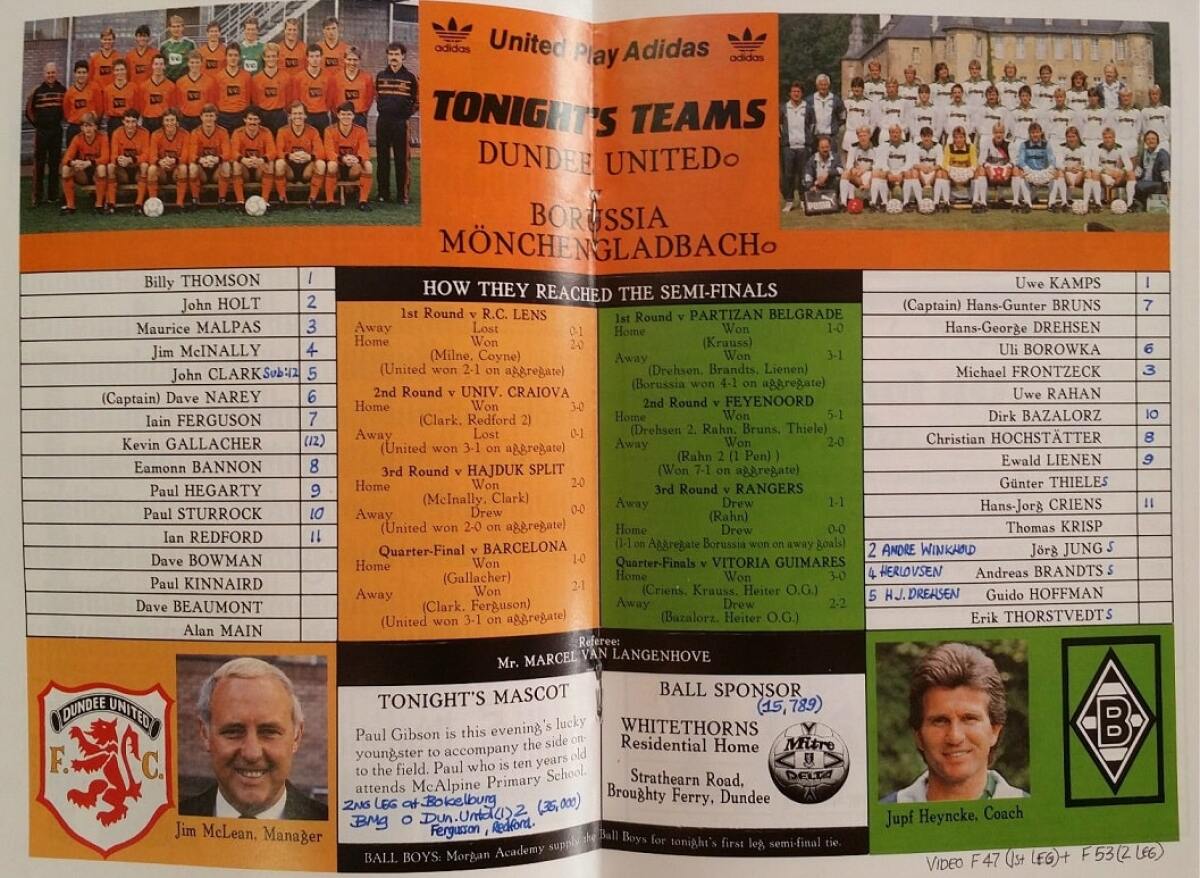 adidas
United Play Adidas
adidas
TONIGHT'S TEAMS
DUNDEE UNITED 0
v
BORUSSIA
MÖNCHENGLADBACH 0
PUMA
Billy THOMSON 1
John HOLT 2
Maurice MALPAS 3
Jim McINALLY 4
John CLARK Sub:12 5
(Captain) Dave NAREY 6
Iain FERGUSON 7
Kevin GALLACHER (12)
Eamonn BANNON 8
Paul HEGARTY 9
Paul STURROCK 10
Ian REDFORD 11
Dave BOWMAN
Paul KINNAIRD
Dave BEAUMONT
Alan MAIN
HOW THEY REACHED THE SEMI-FINALS
1st Round v R.C. LENS
Away Lost 0-1
Home Won 2-0
(Milne, Coyne)
(United won 2-1 on aggregate)
2nd Round v UNIV. CRAIOVA
Home Won 3-0
(Clark, Redford 2)
Away Lost 0-1
(United won 3-1 on aggregate)
3rd Round v HAJDUK SPLIT
Home Won 2-0
(McInally, Clark)
Away Drew 0-0
(United won 2-0 on aggregate)
Quarter-Final v BARCELONA
Home Won 1-0
(Gallacher)
Away Won 2-1
(Clark, Ferguson)
(United won 3-1 on aggregate)
1st Round v PARTIZAN BELGRADE
Home Won 1-0
(Krauss)
Away Won 3-1
(Drehsen, Brandts, Lienen)
(Borussia won 4-1 on aggregate)
2nd Round v FEYENOORD
Home Won 5-1
(Drehsen 2, Rahn, Bruns, Thiele)
Away Won 2-0
(Rahn 2 (1 Pen) )
(Won 7-1 on aggregate)
3rd Round v RANGERS
Away Drew 1-1
(Rahn)
Home Drew 0-0
(1-1 on Aggregate Borussia won on away goals)
Quarter-Finals v VITORIA GUIMARES
Home Won 3-0
(Criens, Krauss, Heiter O.G.)
Away Drew 2-2
(Bazalorz, Heiter O.G.)
Uwe KAMPS 1
(Captain) Hans-Gunter BRUNS 7
Hans-George DREHSEN
Uli BOROWKA 6
Michael FRONTZECK 3
Uwe RAHAN
Dirk BAZALORZ 10
Christian HOCHSTÄTTER 8
Ewald LIENEN 9
Günter THIELE S
Hans-Jorg CRIENS 11
Thomas KRISP
2 ANDRE WINKHOLD Jörg JUNG S
4 HERLOVSEN Andreas BRANDTS S
5 H.J. DREHSEN Guido HOFFMAN
Erik THORSTVEDT S
Referee:
Mr. MARCEL VAN LANGENHOVE
DUNDEE UNITED
F. C.
Jim McLean, Manager
TONIGHT'S MASCOT
Paul Gibson is this evening's lucky
youngster to accompany the side on-
to the field. Paul who is ten years old
attends McAlpine Primary School.
2ND LEG at Bokelburg
BMG 0 Dun. Untd (1) 2 (35,000)
Fergusson, Redford.
BALL SPONSOR
(15,789)
WHITETHORNS
Residential Home
Strathearn Road,
Broughty Ferry, Dundee
Mitre
DELTA
Jupf Heyncke, Coach
B
BALL BOYS: Morgan Academy supply the Ball Boys for tonight's first leg semi-final tie.
VIDEO F47 (1st LEG) + F53 (2 LEG)